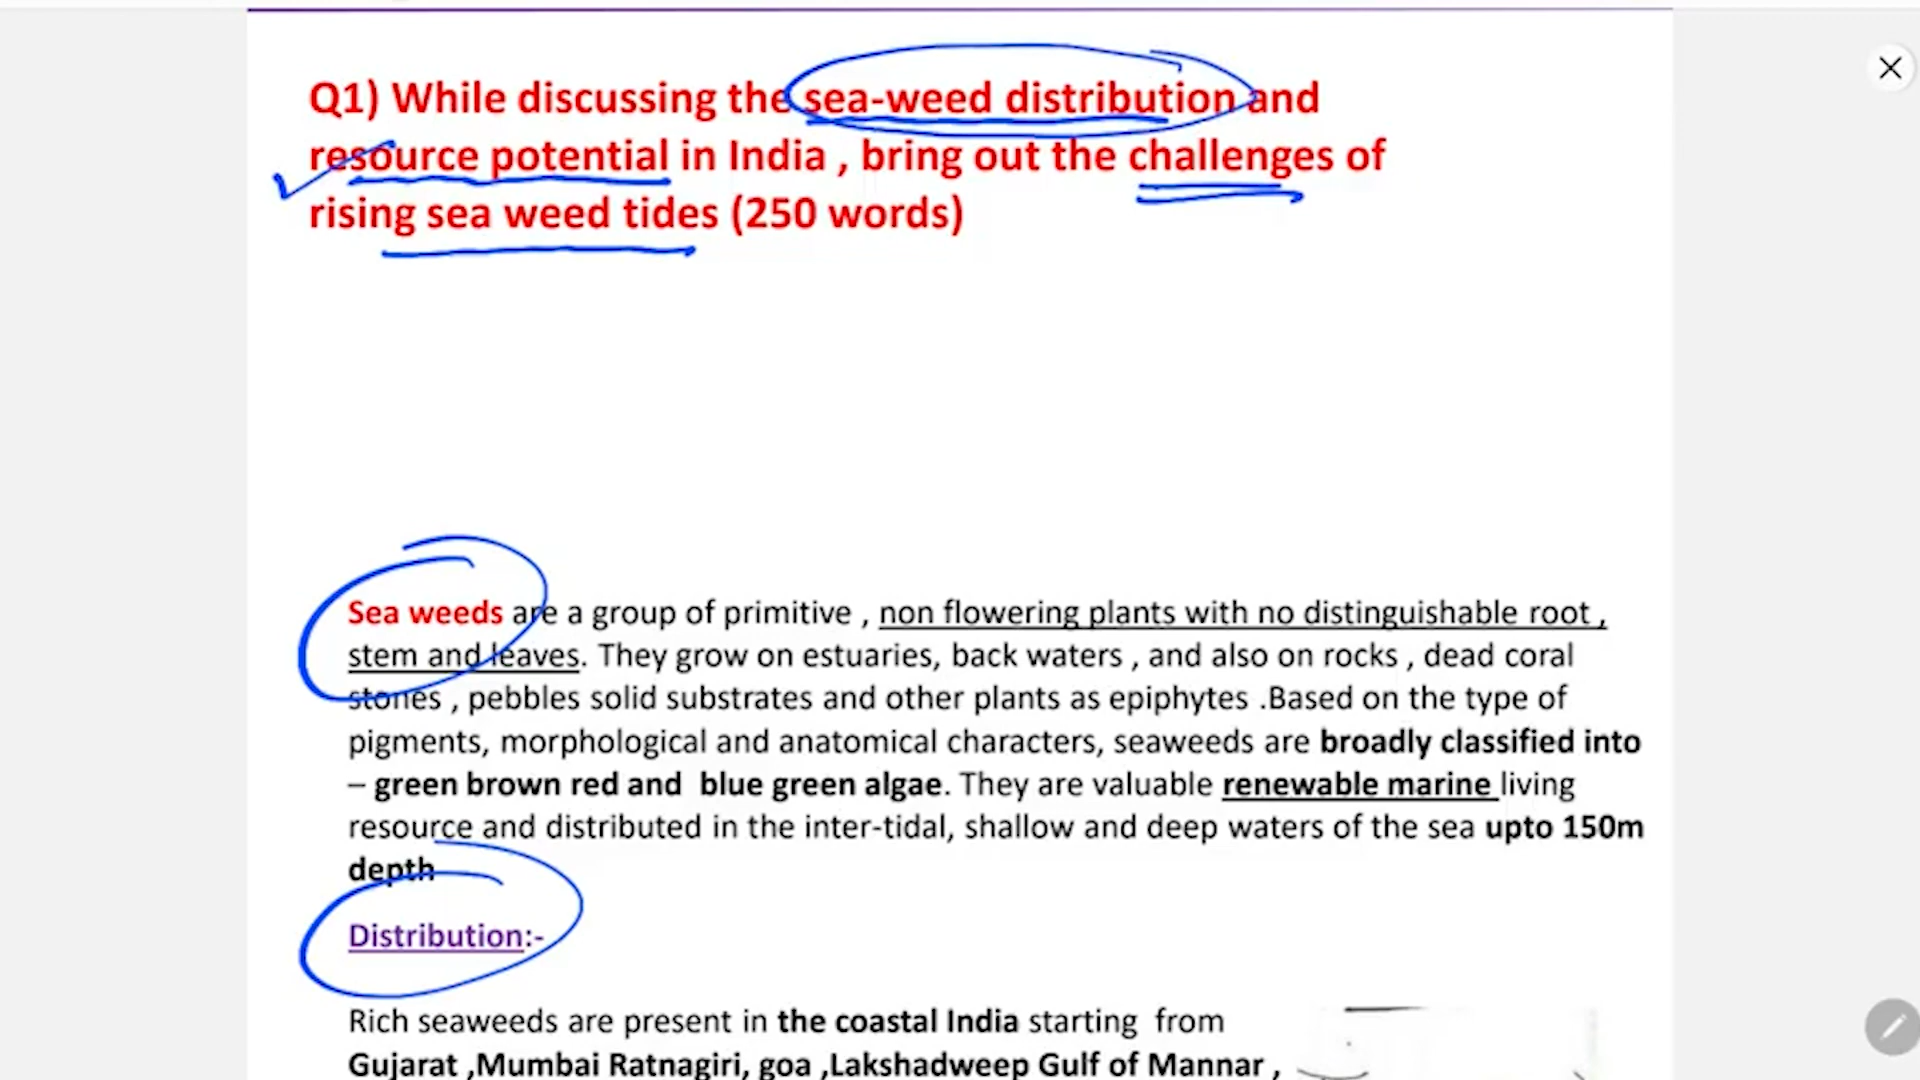 Q1) While discussing the sea-weed distribution and
resource potential in India , bring out the challenges of
rising sea weed tides (250 words)
Sea weeds are a group of primitive , non flowering plants with no distinguishable root ,
stem and leaves. They grow on estuaries, back waters , and also on rocks , dead coral
stones , pebbles solid substrates and other plants as epiphytes .Based on the type of
pigments, morphological and anatomical characters, seaweeds are broadly classified into
– green brown red and  blue green algae. They are valuable renewable marine living
resource and distributed in the inter-tidal, shallow and deep waters of the sea upto 150m
depth
Distribution:-
Rich seaweeds are present in the coastal India starting  from
Gujarat ,Mumbai Ratnagiri, goa ,Lakshadweep Gulf of Mannar ,